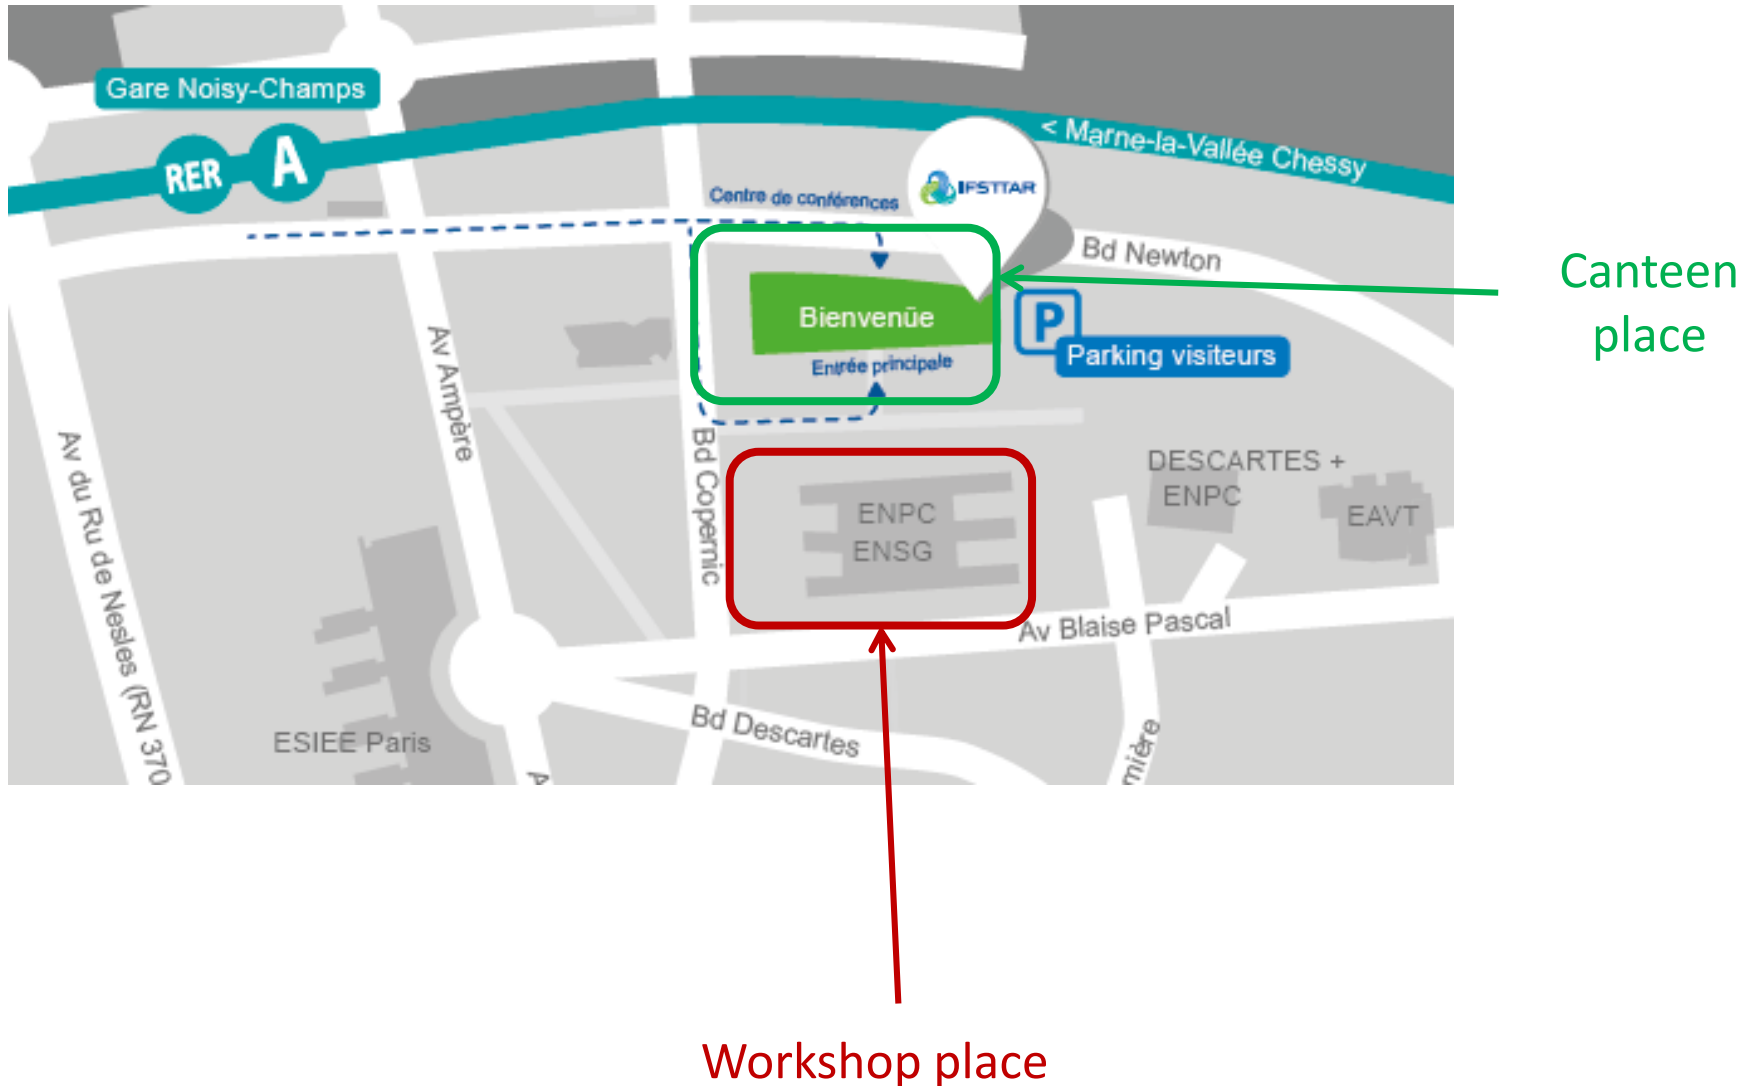 Gare Noisy-Champs
RER
A
< Marne-la-Vallée Chessy
Centre de conférences
IFSTTAR
Bd Newton
Canteen
place
Bienvenüe
P
Parking visiteurs
Entrée principale
Av Ampère
Av du Ru de Nesles (RN 370
Bd Copernic
DESCARTES +
ENPC
EAVT
ENPC
ENSG
Av Blaise Pascal
Bd Descartes
ESIEE Paris
A
mière
Workshop place